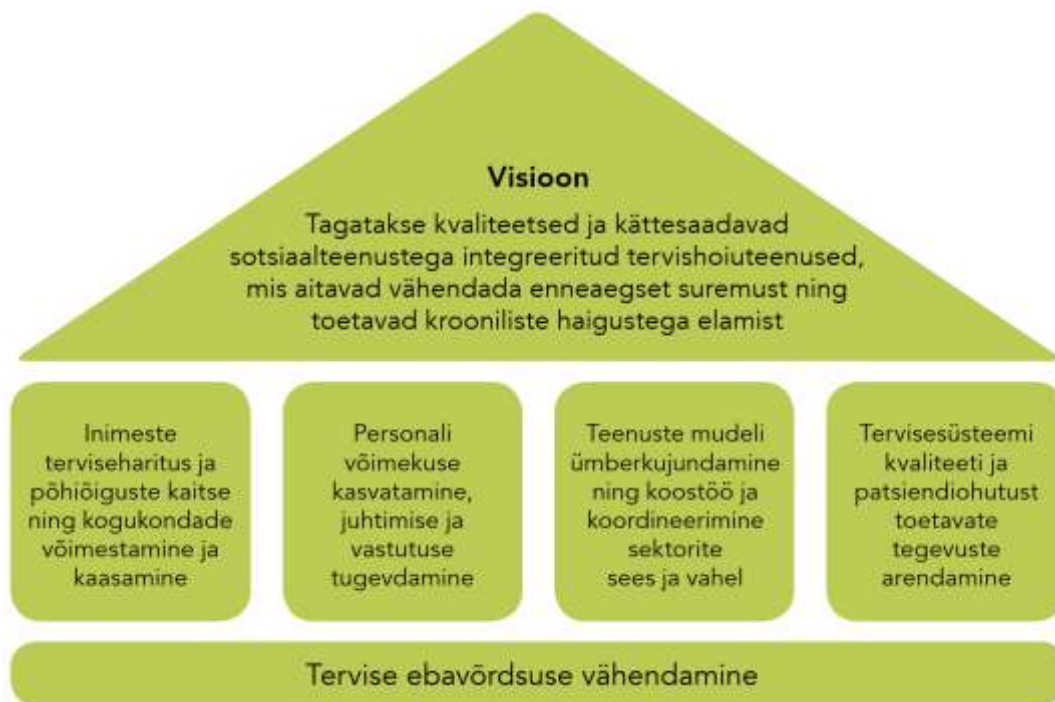 Visioon
Tagatakse kvaliteetsed ja kättesaadavad
sotsiaalteenustega integreeritud tervishoiuteenused,
mis aitavad vähendada enneaegset suremust ning
toetavad krooniliste haigustega elamist
Inimeste
terviseharitus ja
põhiõiguste kaitse
ning kogukondade
võimestamine ja
kaasamine
Personali
võimekuse
kasvatamine,
juhtimise ja
vastutuse
tugevdamine
Teenuste mudeli
ümberkujundamine
ning koostöö ja
koordineerimine
sektorite
sees ja vahel
Tervisesüsteemi
kvaliteeti ja
patsiendiohutust
toetavate
tegevuste
arendamine
Tervise ebavõrdsuse vähendamine